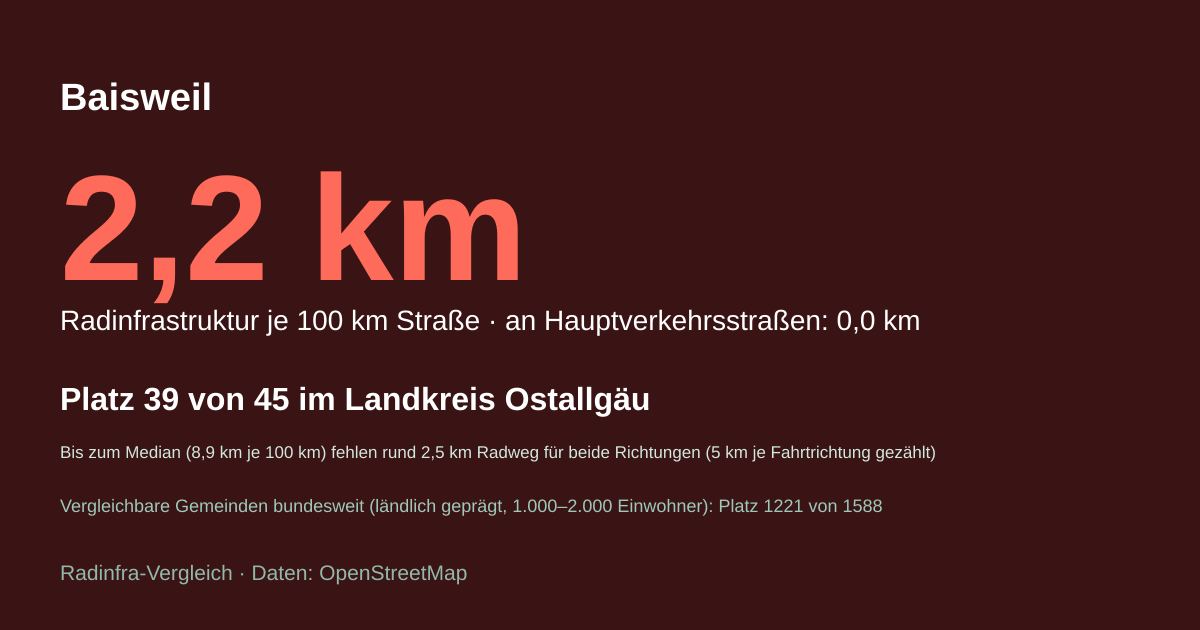 Baisweil
2,2 km
Radinfrastruktur je 100 km Straße · an Hauptverkehrsstraßen: 0,0 km
Platz 39 von 45 im Landkreis Ostallgäu
Bis zum Median (8,9 km je 100 km) fehlen rund 2,5 km Radweg für beide Richtungen (5 km je Fahrtrichtung gezählt)
Vergleichbare Gemeinden bundesweit (ländlich geprägt, 1.000–2.000 Einwohner): Platz 1221 von 1588
Radinfra-Vergleich · Daten: OpenStreetMap